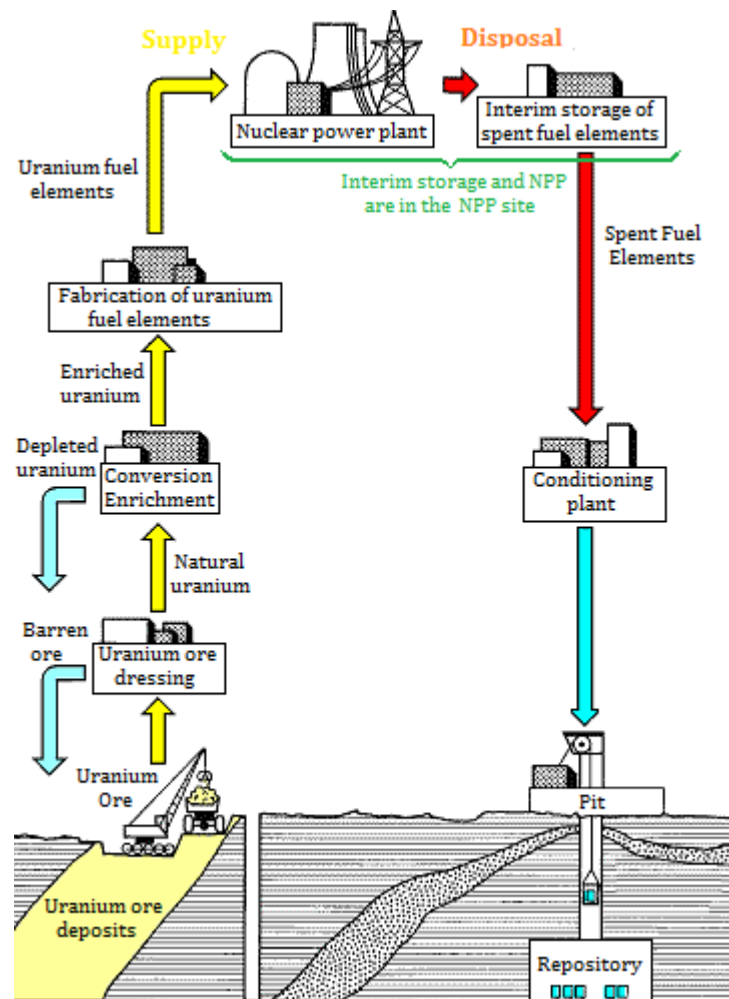 Supply
Disposal
Nuclear power plant
Interim storage of
spent fuel elements
Interim storage and NPP
are in the NPP site
Uranium fuel
elements
Spent Fuel
Elements
Fabrication of uranium
fuel elements
Enriched
uranium
Depleted
uranium
Conversion
Enrichment
Conditioning
plant
Natural
uranium
Barren
ore
Uranium ore
dressing
Uranium
Ore
Pit
Uranium ore
deposits
Repository